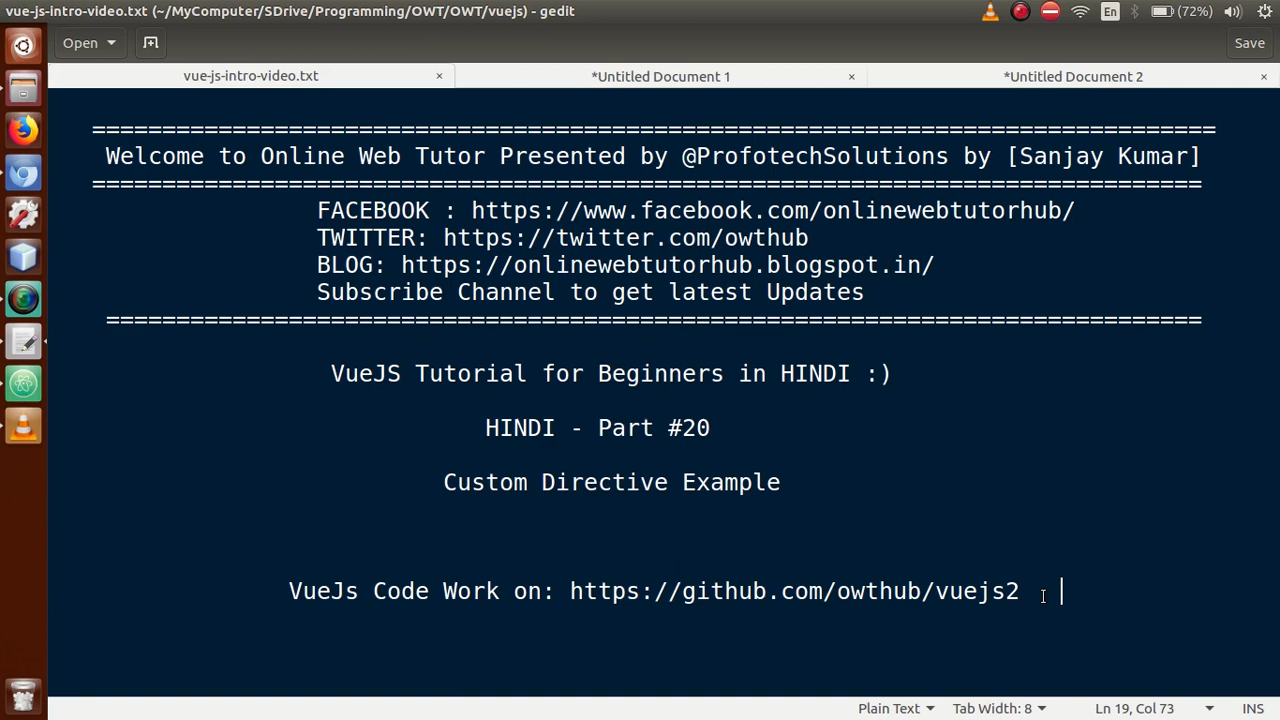 vue-js-intro-video.txt (~/MyComputer/SDrive/Programming/OWT/OWT/vuejs) - gedit
En (72%)
Open Save
vue-js-intro-video.txt × *Untitled Document 1 × *Untitled Document 2 ×
================================================================================
Welcome to Online Web Tutor Presented by @ProfotechSolutions by [Sanjay Kumar]
===============================================================================
FACEBOOK : https://www.facebook.com/onlinewebtutorhub/
TWITTER: https://twitter.com/owthub
BLOG: https://onlinewebtutorhub.blogspot.in/
Subscribe Channel to get latest Updates
==============================================================================
VueJS Tutorial for Beginners in HINDI :)
HINDI - Part #20
Custom Directive Example
VueJs Code Work on: https://github.com/owthub/vuejs2
Plain Text Tab Width: 8 Ln 19, Col 73 INS